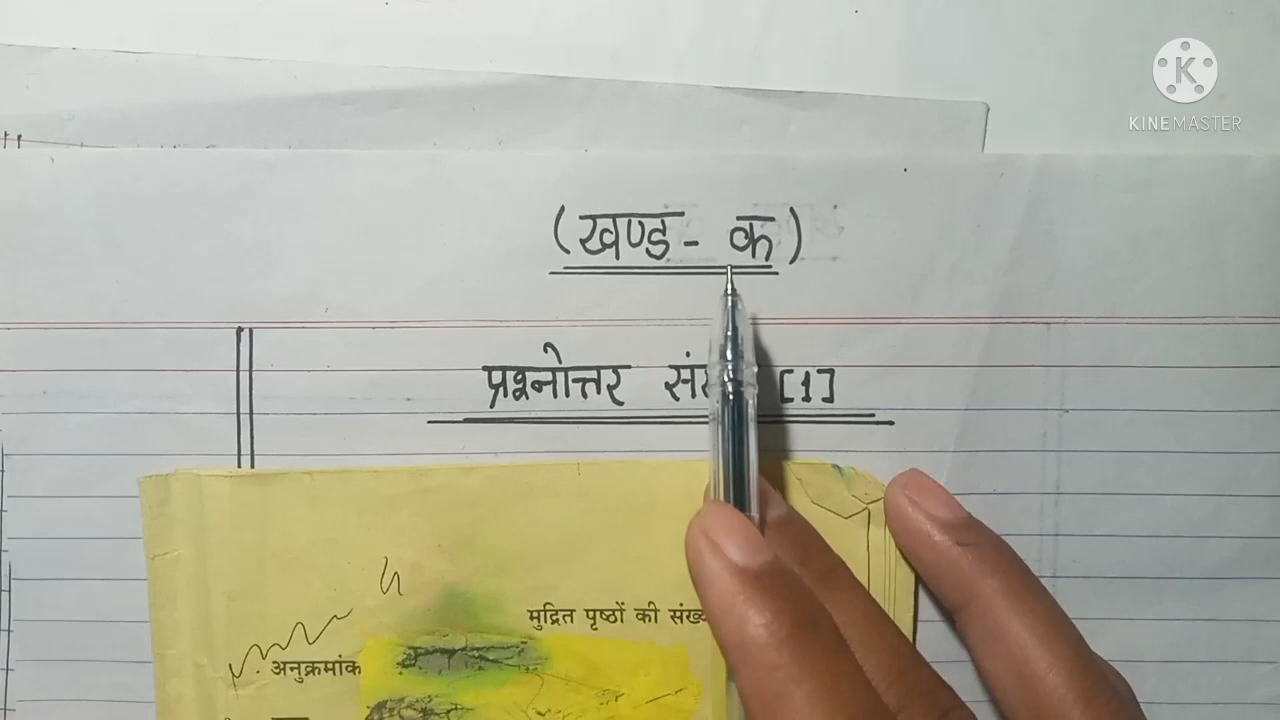 K
KINEMASTER
(खण्ड - क)
प्रश्नोत्तर [1]
मुद्रित पृष्ठों की
अनुक्रमांक